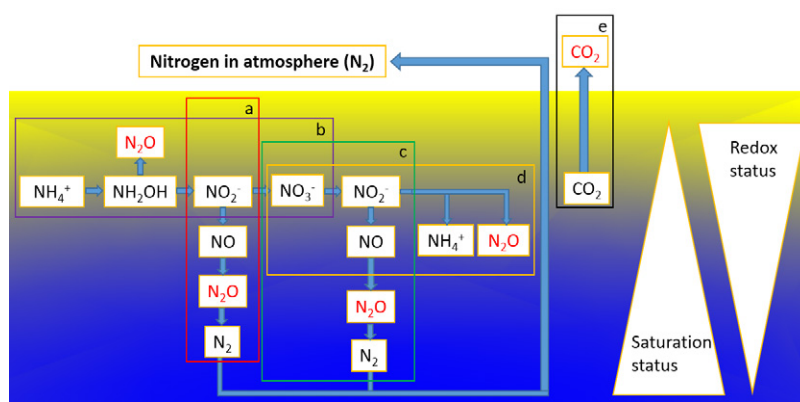 e
CO₂
Nitrogen in atmosphere (N₂)
a
b
c
d
N₂O
NH₄⁺
NH₂OH
NO₂⁻
NO₃⁻
NO₂⁻
CO₂
Redox
status
NO
NO
NH₄⁺
N₂O
N₂O
N₂O
N₂
N₂
Saturation
status